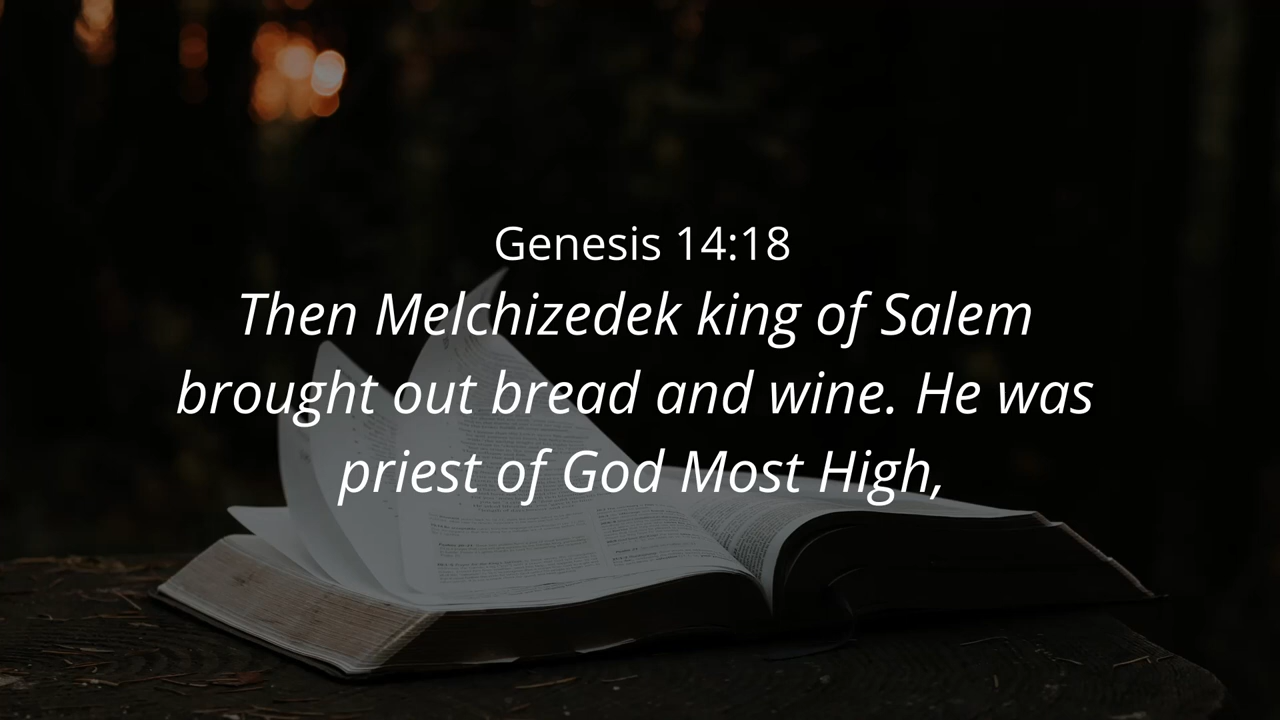 Genesis 14:18
Then Melchizedek king of Salem
brought out bread and wine. He was
priest of God Most High,